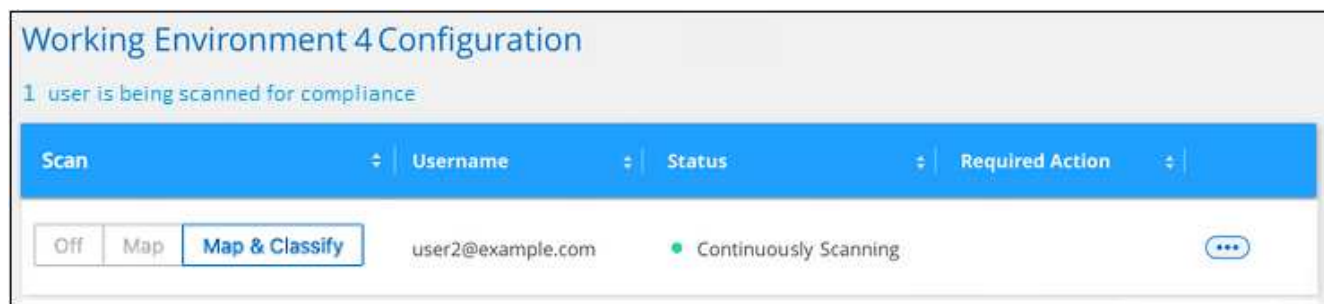 Working Environment 4 Configuration
1 user is being scanned for compliance
Scan Username Status Required Action
Off Map Map & Classify user2@example.com Continuously Scanning